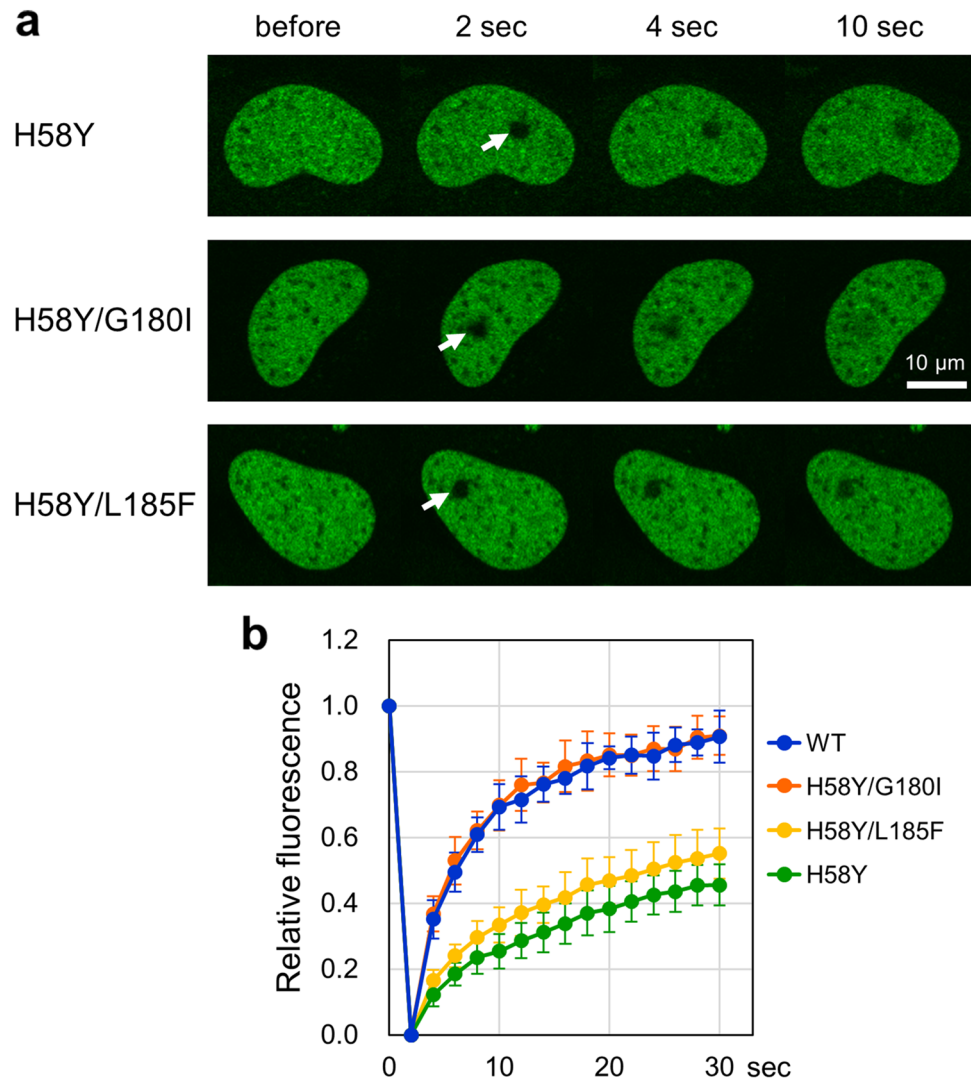 a
before 2 sec 4 sec 10 sec
H58Y
H58Y/G180I
10 µm
H58Y/L185F
b
Relative fluorescence
1.2
1.0
0.8
0.6
0.4
0.2
0.0
0 10 20 30 sec
WT
H58Y/G180I
H58Y/L185F
H58Y